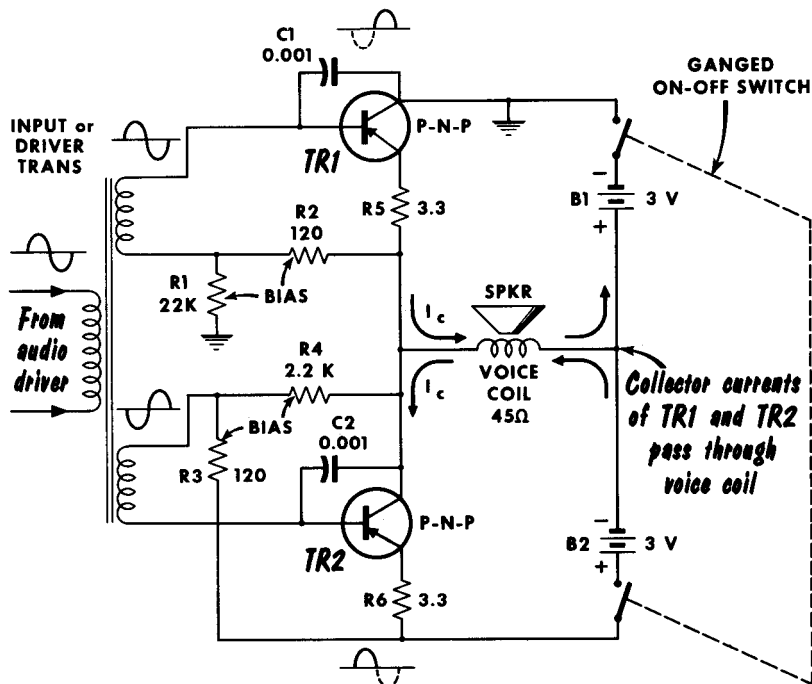 C1
0.001
GANGED
ON-OFF SWITCH
INPUT or
DRIVER
TRANS
P-N-P
TR1
R5
3.3
B1
3 V
−
+
R2
120
R1
22K
BIAS
SPKR
I c
From
audio
driver
R4
2.2 K
I c
VOICE
COIL
45Ω
Collector currents
of TR1 and TR2
pass through
voice coil
BIAS
C2
0.001
R3
120
P-N-P
TR2
B2
3 V
−
+
R6
3.3